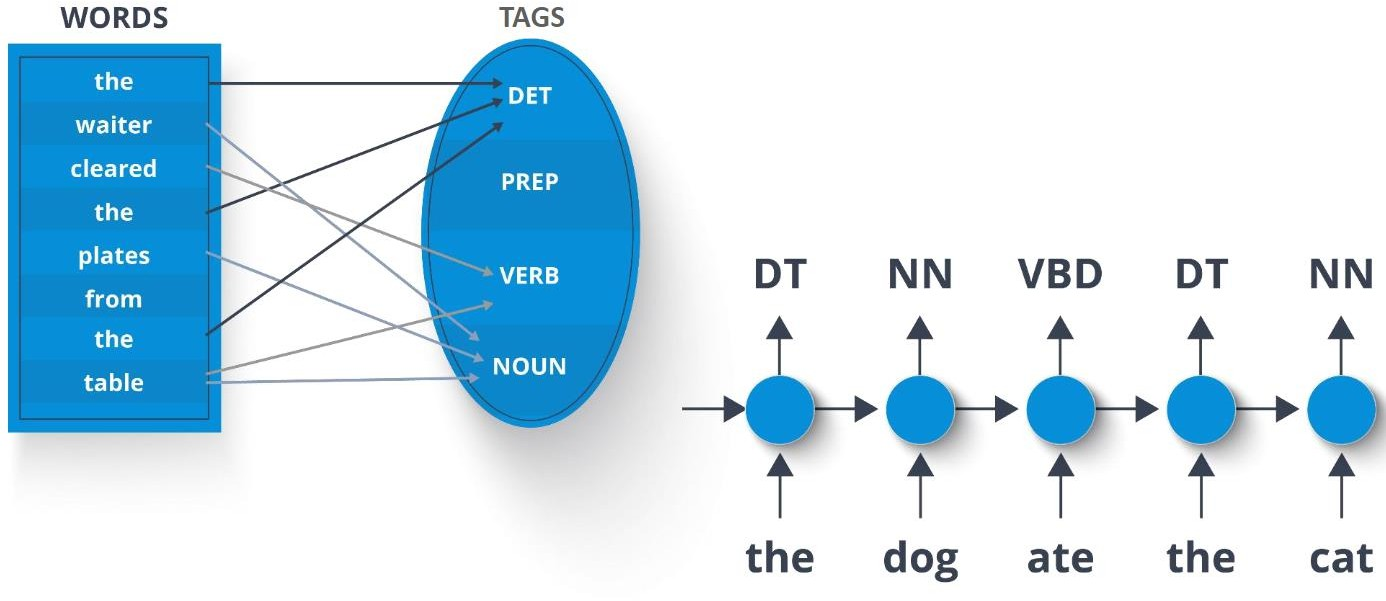 WORDS
the
waiter
cleared
the
plates
from
the
table
TAGS
DET
PREP
VERB
NOUN
DT NN VBD DT NN
the dog ate the cat